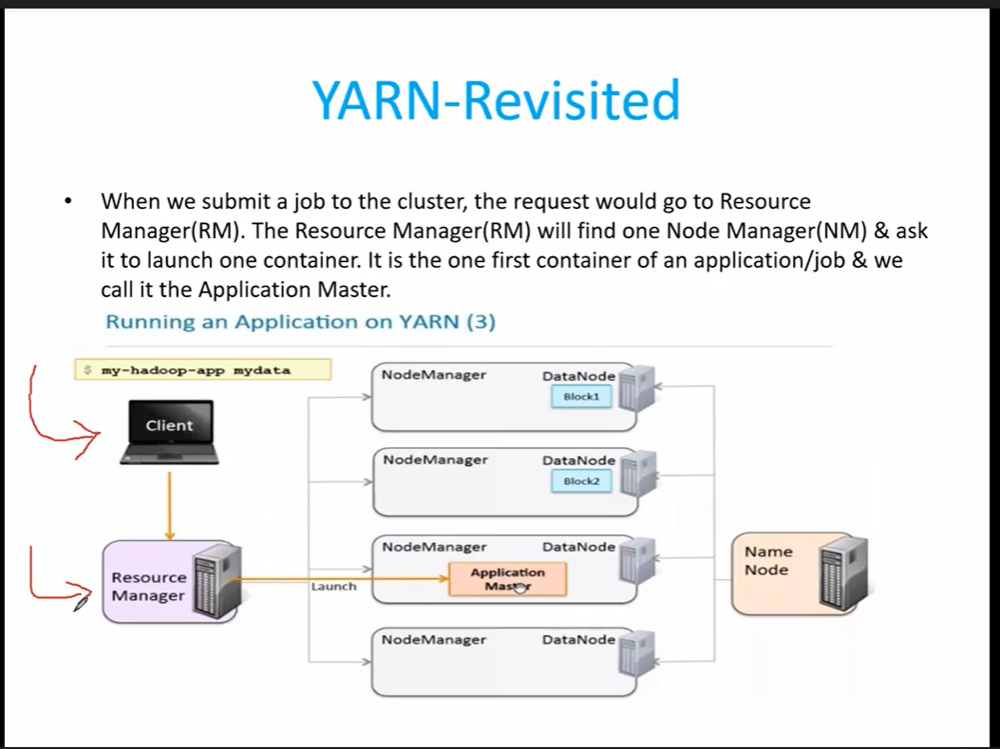 YARN-Revisited
• When we submit a job to the cluster, the request would go to Resource
Manager(RM). The Resource Manager(RM) will find one Node Manager(NM) & ask
it to launch one container. It is the one first container of an application/job & we
call it the Application Master.
Running an Application on YARN (3)
$ my-hadoop-app mydata
Client
Resource
Manager
Launch
NodeManager DataNode
Block1
NodeManager DataNode
Block2
NodeManager DataNode
Application
Master
NodeManager DataNode
Name
Node